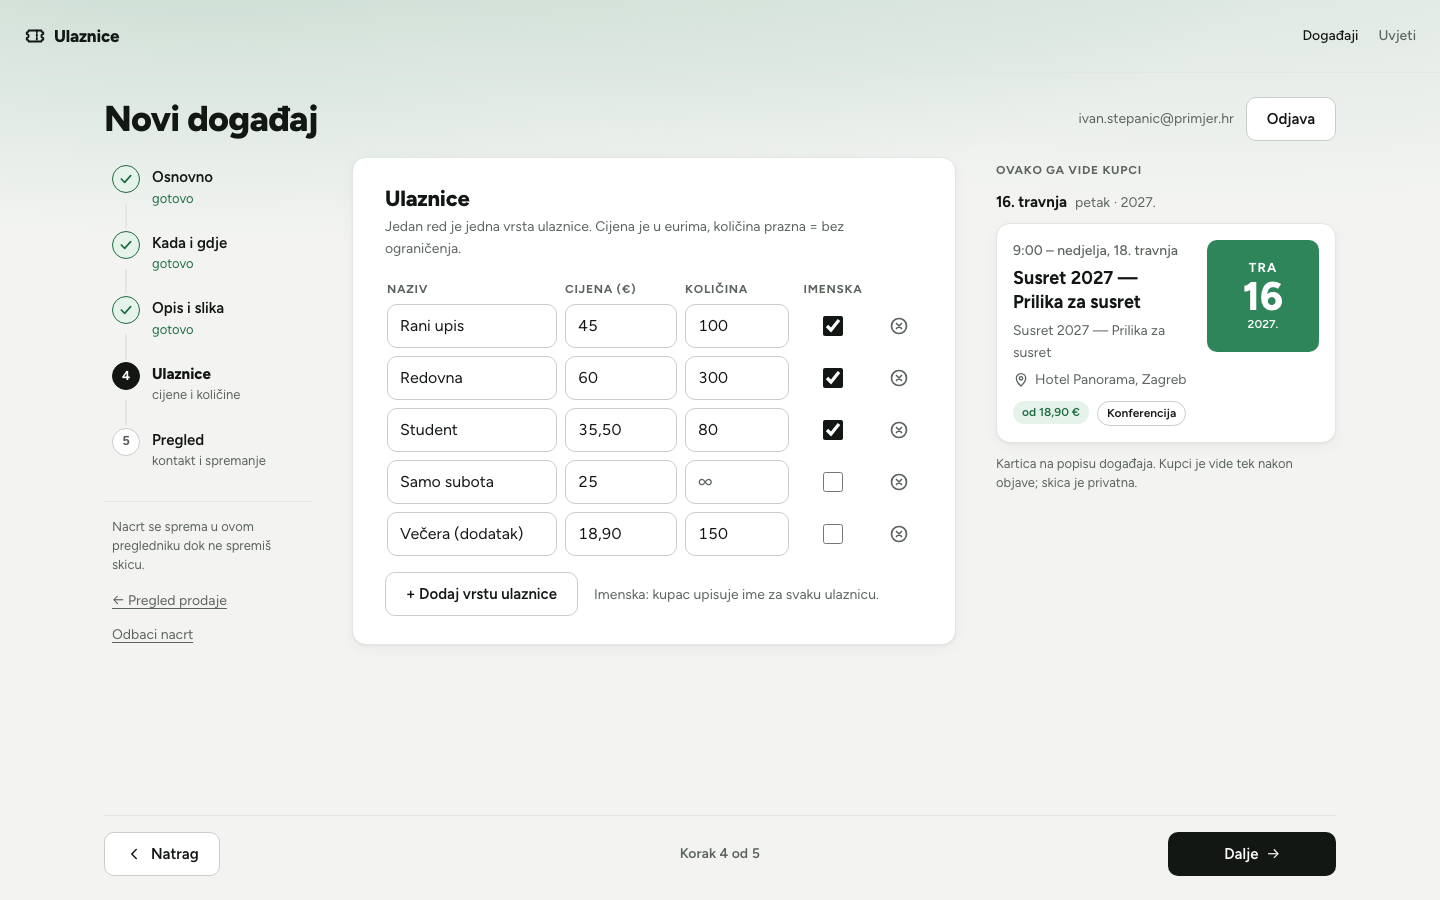 Ulaznice
Događaji
Uvjeti
Novi događaj
ivan.stepanic@primjer.hr
Odjava
Osnovno
gotovo
Kada i gdje
gotovo
Opis i slika
gotovo
4
Ulaznice
cijene i količine
5
Pregled
kontakt i spremanje
Nacrt se sprema u ovom
pregledniku dok ne spremiš
skicu.
← Pregled prodaje
Odbaci nacrt
Ulaznice
Jedan red je jedna vrsta ulaznice. Cijena je u eurima, količina prazna = bez
ograničenja.
NAZIV CIJENA (€) KOLIČINA IMENSKA
Rani upis 45 100
Redovna 60 300
Student 35,50 80
Samo subota 25 ∞
Večera (dodatak) 18,90 150
+ Dodaj vrstu ulaznice
Imenska: kupac upisuje ime za svaku ulaznicu.
OVAKO GA VIDE KUPCI
16. travnja petak · 2027.
9:00 – nedjelja, 18. travnja
Susret 2027 —
Prilika za susret
Susret 2027 — Prilika za
susret
Hotel Panorama, Zagreb
od 18,90 €
Konferencija
TRA
16
2027.
Kartica na popisu događaja. Kupci je vide tek nakon
objave; skica je privatna.
Natrag
Korak 4 od 5
Dalje →